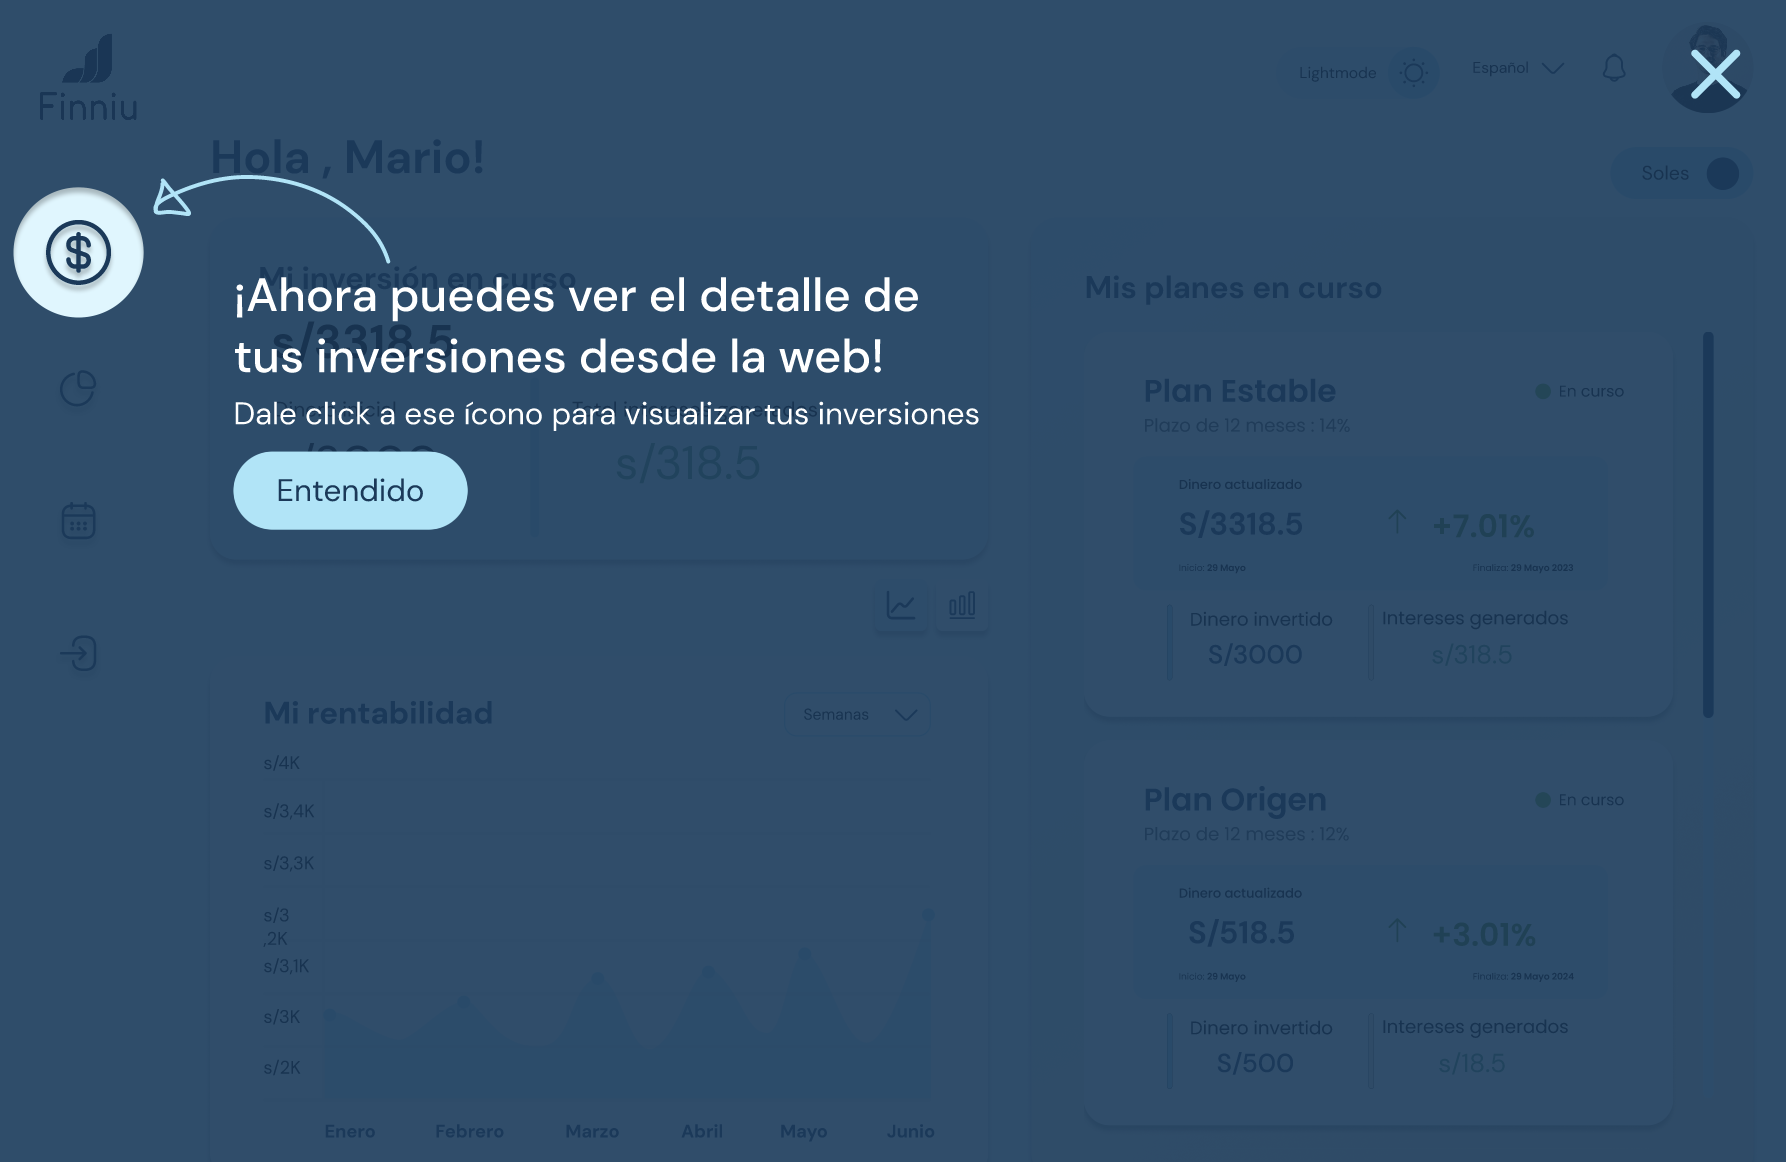 Finniu
Lightmode
Español
Hola , Mario!
Soles
Mi inversión en curso
¡Ahora puedes ver el detalle de
tus inversiones desde la web!
s/3318.5
Dale click a ese ícono para visualizar tus inversiones
Dinero inicial
s/318.5
Entendido
Mi rentabilidad
Semanas
s/4K
s/3,4K
s/3,3K
s/3
,2K
s/3,1K
s/3K
s/2K
Enero Febrero Marzo Abril Mayo Junio
Mis planes en curso
Plan Estable
En curso
Plazo de 12 meses : 14%
Dinero actualizado
S/3318.5
+7.01%
Inicia: 29 Mayo
Finaliza: 29 Mayo 2023
Dinero invertido
Intereses generados
S/3000
s/318.5
Plan Origen
En curso
Plazo de 12 meses : 12%
Dinero actualizado
S/518.5
+3.01%
Inicia: 29 Mayo
Finaliza: 29 Mayo 2024
Dinero invertido
Intereses generados
S/500
s/18.5